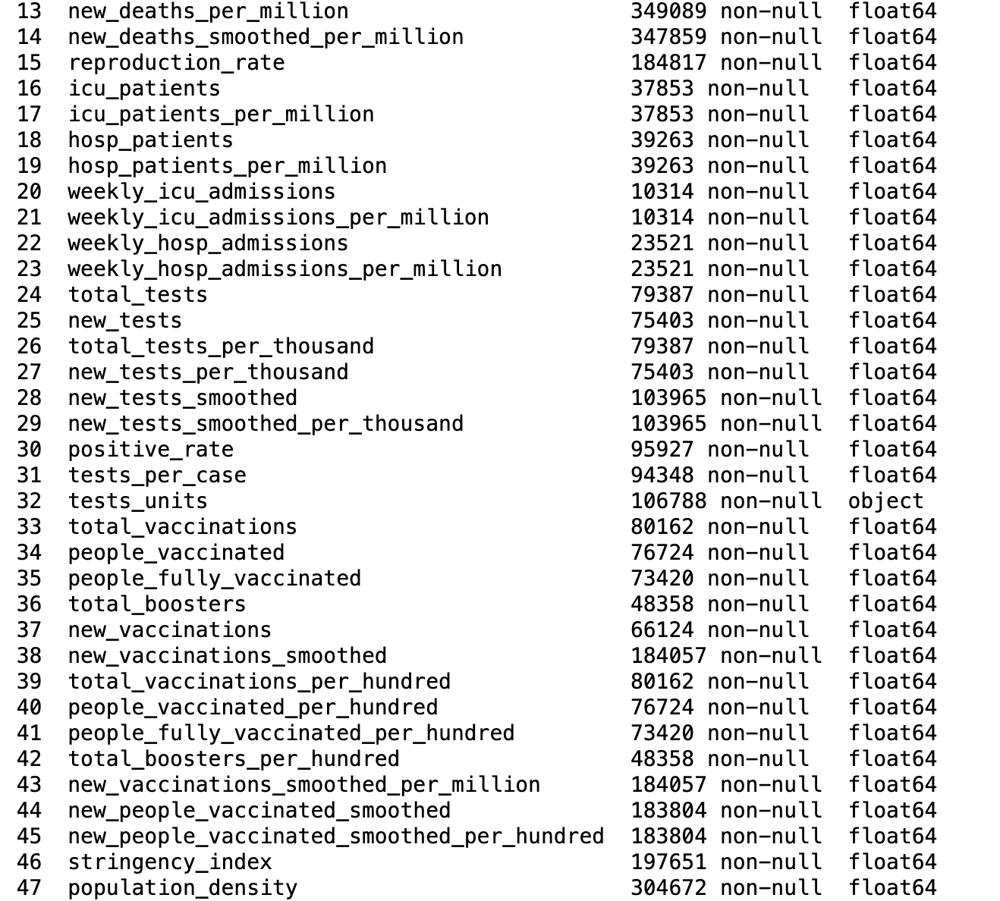 13 new_deaths_per_million 349089 non-null float64
14 new_deaths_smoothed_per_million 347859 non-null float64
15 reproduction_rate 184817 non-null float64
16 icu_patients 37853 non-null float64
17 icu_patients_per_million 37853 non-null float64
18 hosp_patients 39263 non-null float64
19 hosp_patients_per_million 39263 non-null float64
20 weekly_icu_admissions 10314 non-null float64
21 weekly_icu_admissions_per_million 10314 non-null float64
22 weekly_hosp_admissions 23521 non-null float64
23 weekly_hosp_admissions_per_million 23521 non-null float64
24 total_tests 79387 non-null float64
25 new_tests 75403 non-null float64
26 total_tests_per_thousand 79387 non-null float64
27 new_tests_per_thousand 75403 non-null float64
28 new_tests_smoothed 103965 non-null float64
29 new_tests_smoothed_per_thousand 103965 non-null float64
30 positive_rate 95927 non-null float64
31 tests_per_case 94348 non-null float64
32 tests_units 106788 non-null object
33 total_vaccinations 80162 non-null float64
34 people_vaccinated 76724 non-null float64
35 people_fully_vaccinated 73420 non-null float64
36 total_boosters 48358 non-null float64
37 new_vaccinations 66124 non-null float64
38 new_vaccinations_smoothed 184057 non-null float64
39 total_vaccinations_per_hundred 80162 non-null float64
40 people_vaccinated_per_hundred 76724 non-null float64
41 people_fully_vaccinated_per_hundred 73420 non-null float64
42 total_boosters_per_hundred 48358 non-null float64
43 new_vaccinations_smoothed_per_million 184057 non-null float64
44 new_people_vaccinated_smoothed 183804 non-null float64
45 new_people_vaccinated_smoothed_per_hundred 183804 non-null float64
46 stringency_index 197651 non-null float64
47 population_density 304672 non-null float64